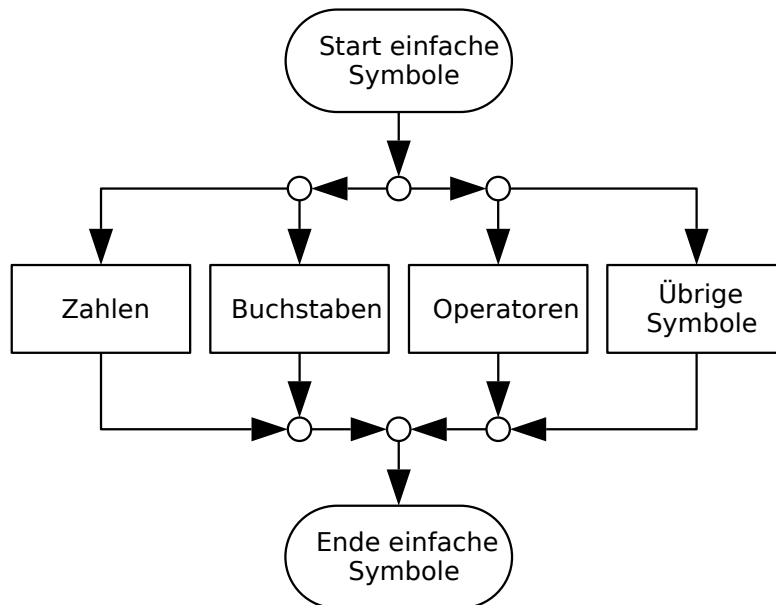 Start einfache
Symbole
Zahlen
Buchstaben
Operatoren
Übrige
Symbole
Ende einfache
Symbole